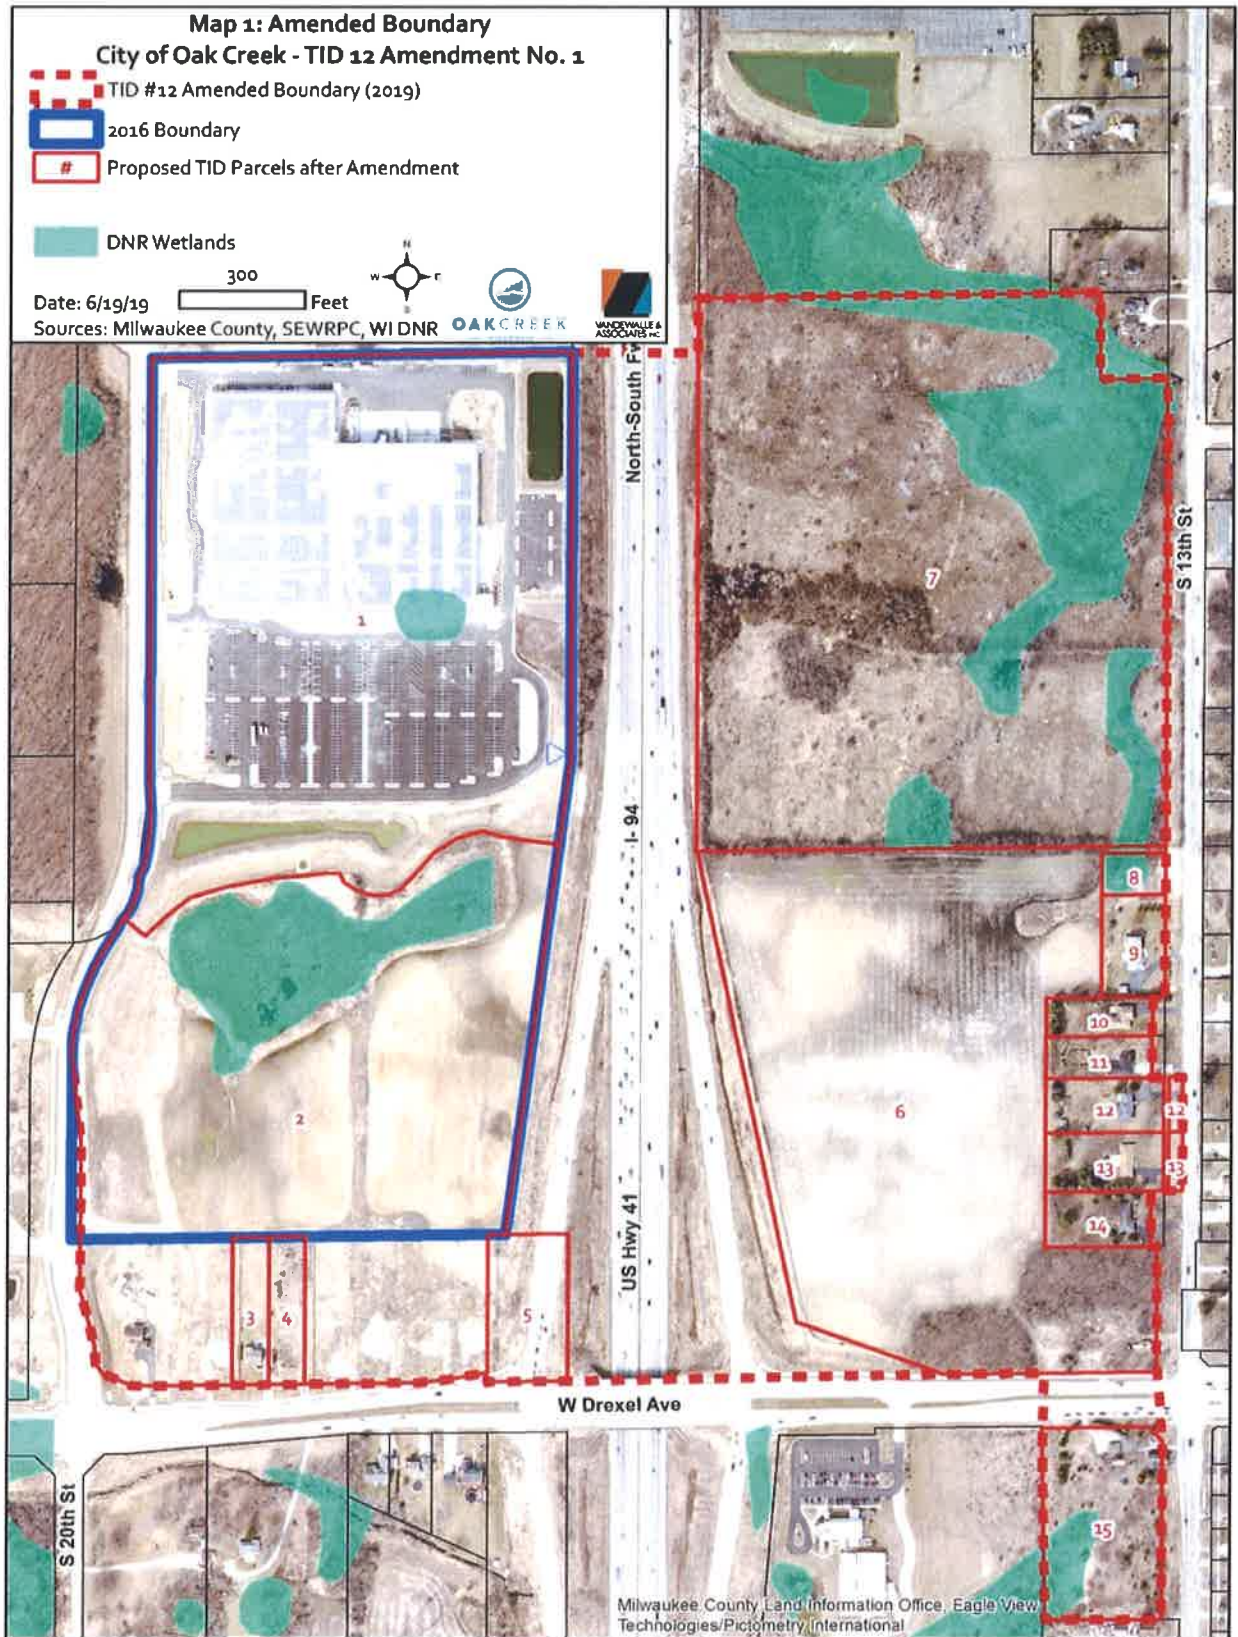 Map 1: Amended Boundary
City of Oak Creek - TID 12 Amendment No. 1
TID #12 Amended Boundary (2019)
2016 Boundary
# Proposed TID Parcels after Amendment
DNR Wetlands
N
W
300
Date: 6/19/19 Feet
Sources: Milwaukee County, SEWRPC, WI DNR
OAKCREEK
VANDEWALLE &
ASSOCIATES INC.
North-South Fw
S 13th St
7
1
I- 94
8
9
10
11
2
6
12
12
13
13
14
US Hwy 41
3
4
5
W Drexel Ave
S 20th St
15
Milwaukee County Land Information Office, Eagle View
Technologies/Pictometry International